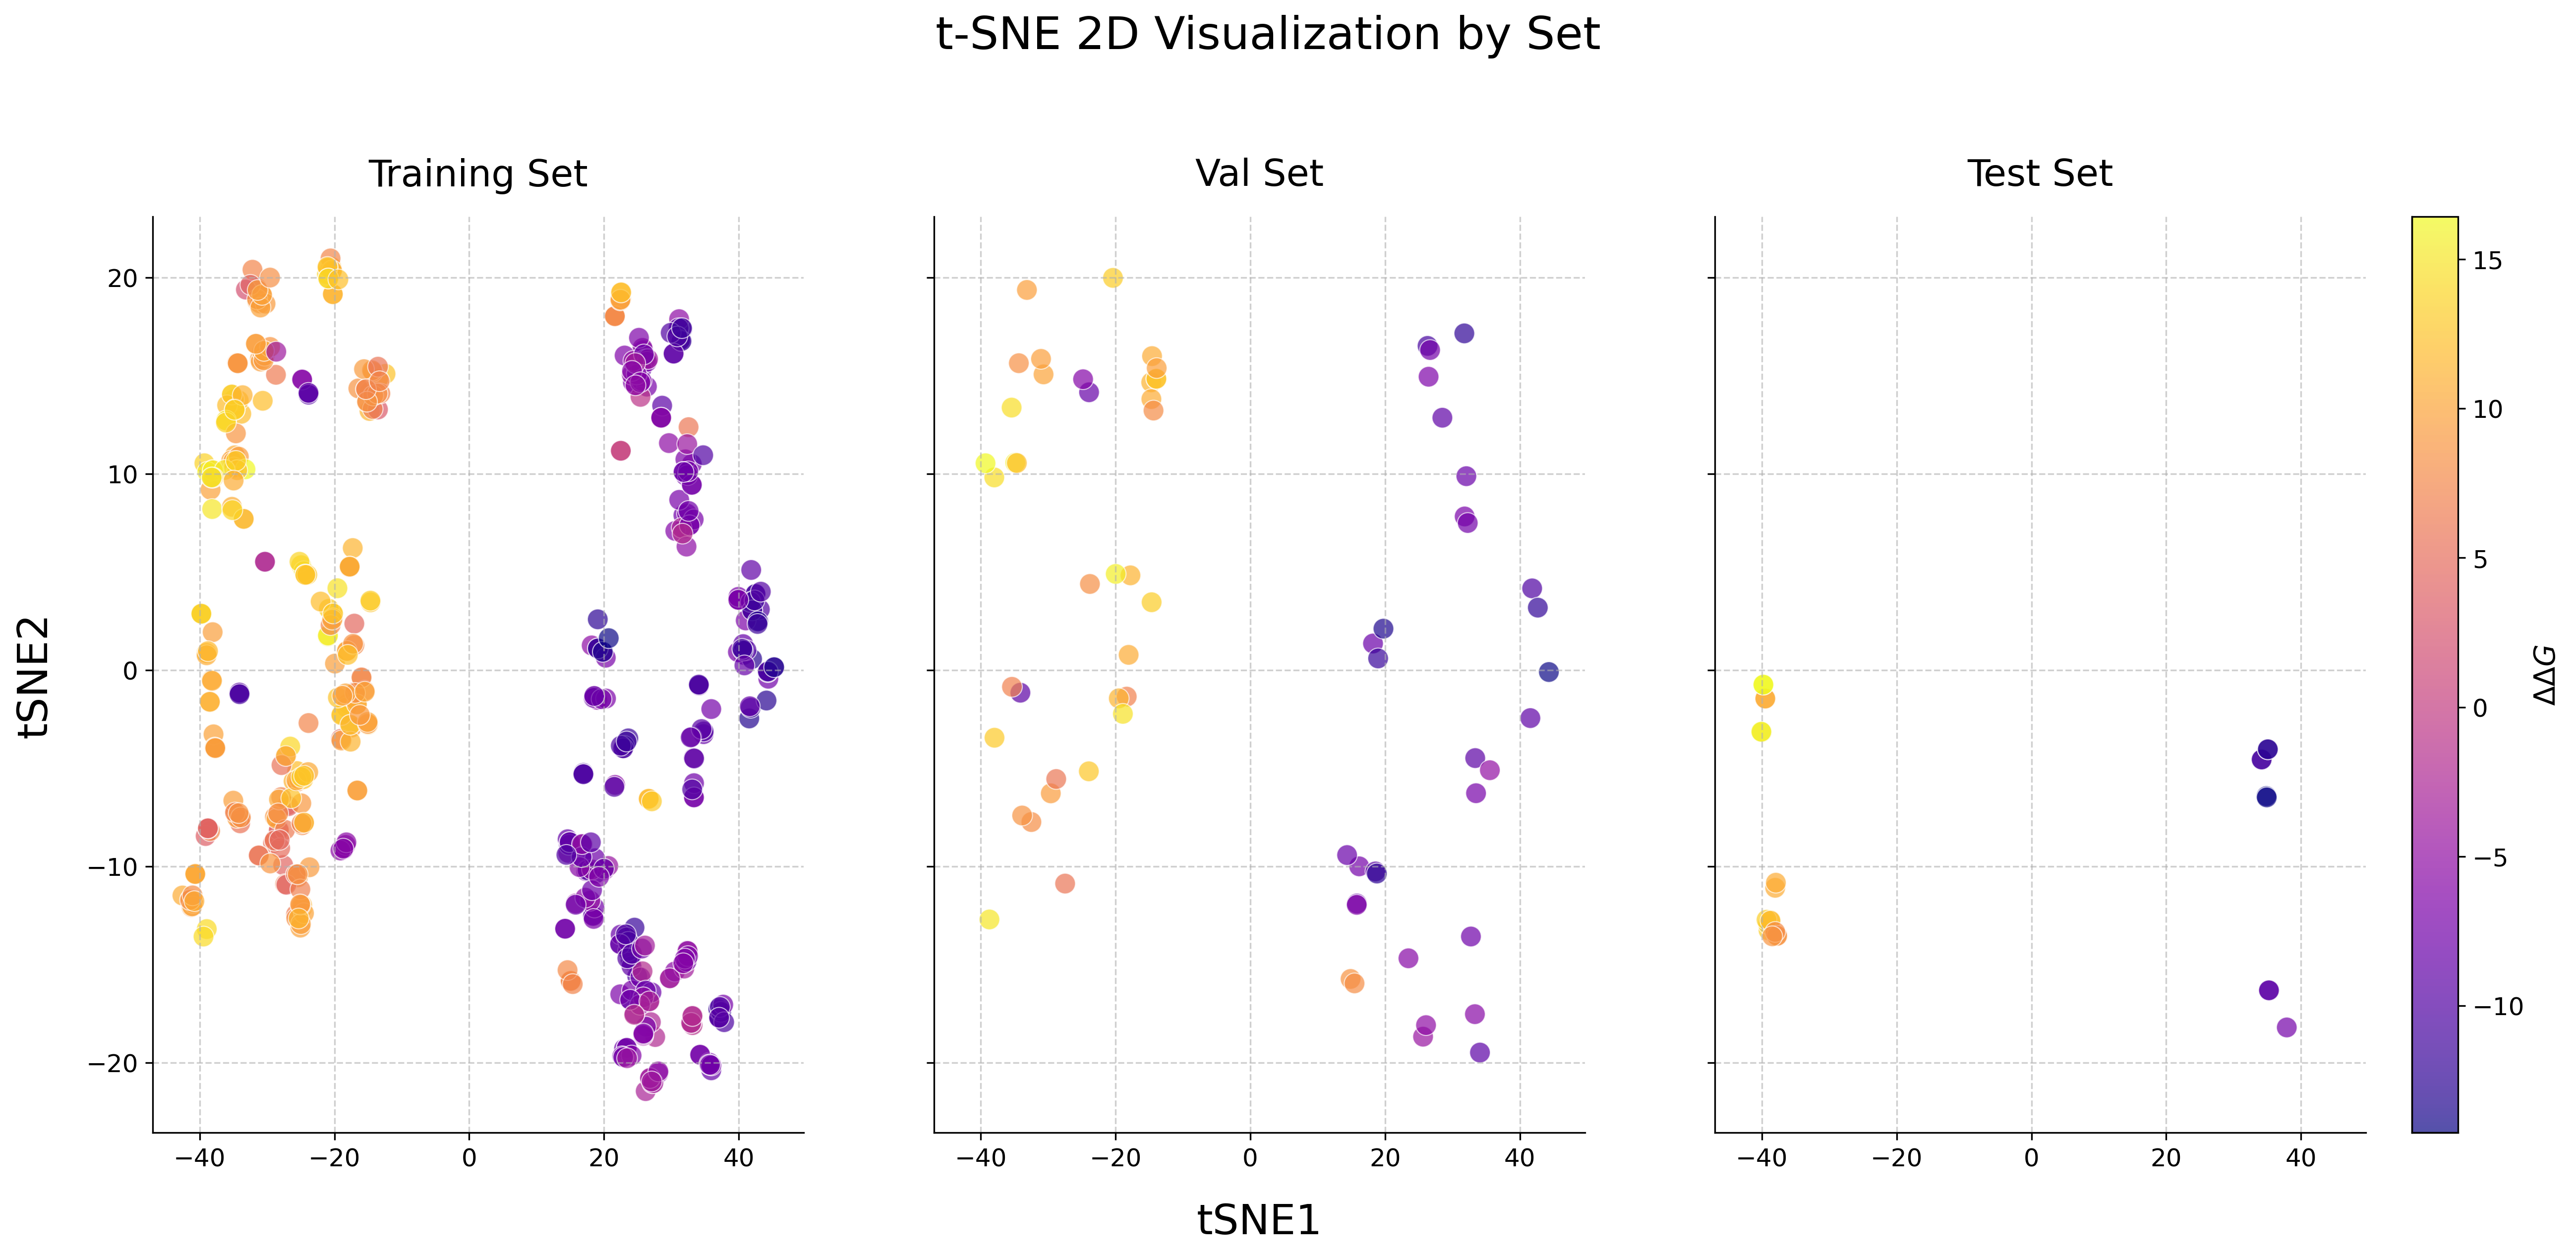 t-SNE 2D Visualization by Set
Training Set
Val Set
Test Set
20
10
0
−10
−20
tSNE2
−40 −20 0 20 40
−40 −20 0 20 40
−40 −20 0 20 40
tSNE1
15
10
5
0
−5
−10
ΔΔG